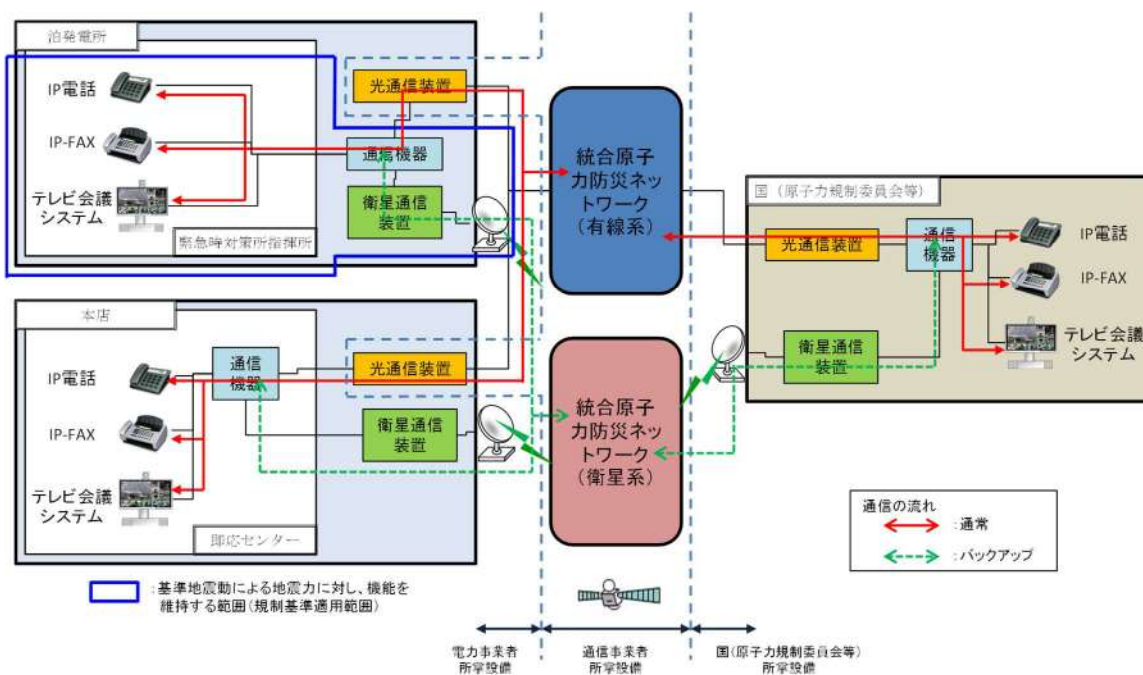 泊発電所
IP電話
IP-FAX
テレビ会議
システム
緊急時対策所指揮所
光通信装置
通信機器
衛星通信
装置
本店
IP電話
IP-FAX
テレビ会議
システム
即応センター
通信
機器
光通信装置
衛星通信
装置
統合原子
力防災ネッ
トワーク
(有線系)
統合原子
力防災ネッ
トワーク
(衛星系)
国(原子力規制委員会等)
光通信装置
通信
機器
衛星通信
装置
IP電話
IP-FAX
テレビ会議
システム
通信の流れ
:通常
:バックアップ
:基準地震動による地震力に対し、機能を
維持する範囲(規制基準適用範囲)
電力事業者
所掌設備
通信事業者
所掌設備
国(原子力規制委員会等)
所掌設備